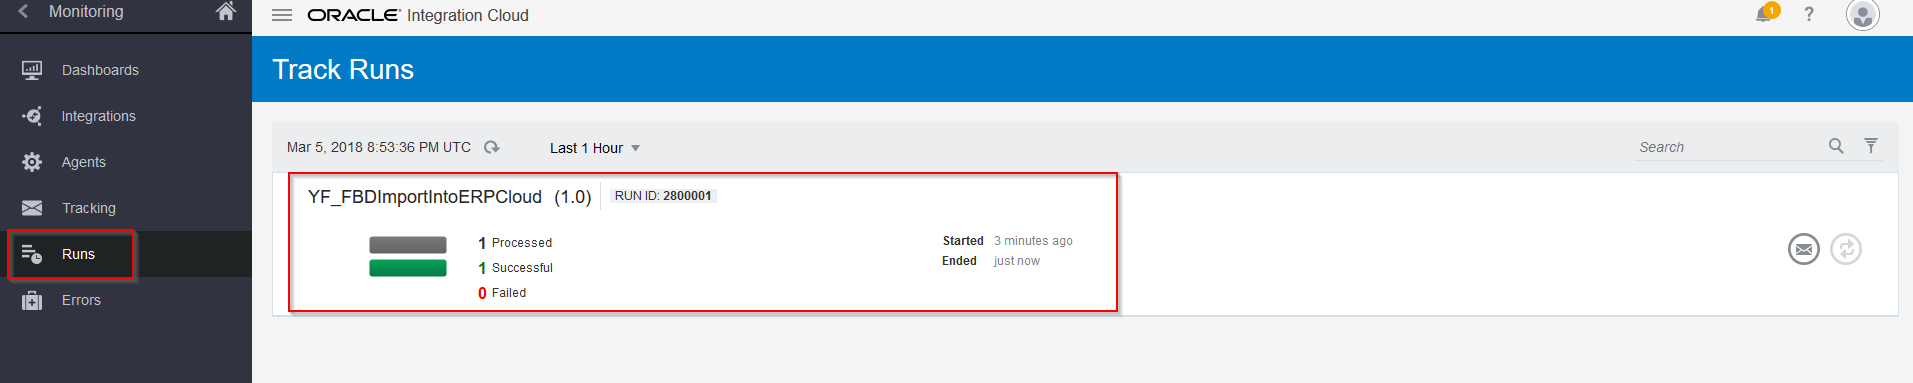 Monitoring
Dashboards
Integrations
Agents
Tracking
Runs
Errors
ORACLE® Integration Cloud
1
?
Track Runs
Mar 5, 2018 8:53:36 PM UTC
Last 1 Hour
Search
YF_FBDImportIntoERPCloud (1.0) RUN ID: 2800001
1 Processed
1 Successful
0 Failed
Started 3 minutes ago
Ended just now